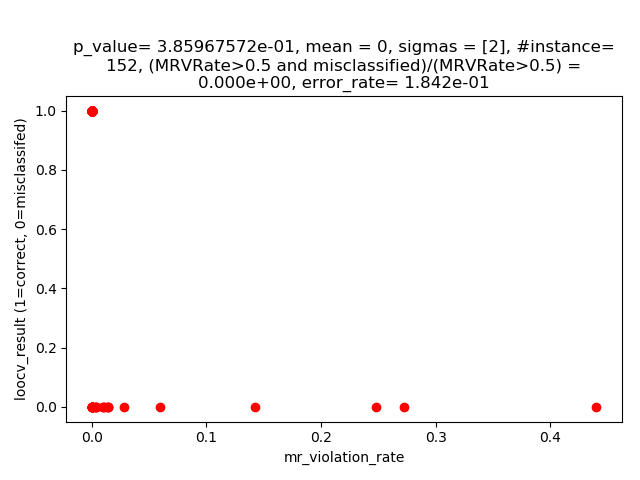 p_value= 3.85967572e-01, mean = 0, sigmas = [2], #instance=
152, (MRVRate>0.5 and misclassified)/(MRVRate>0.5) =
0.000e+00, error_rate= 1.842e-01
1.0
0.8
0.6
0.4
0.2
0.0
loocv_result (1=correct, 0=misclassifed)
0.0 0.1 0.2 0.3 0.4
mr_violation_rate